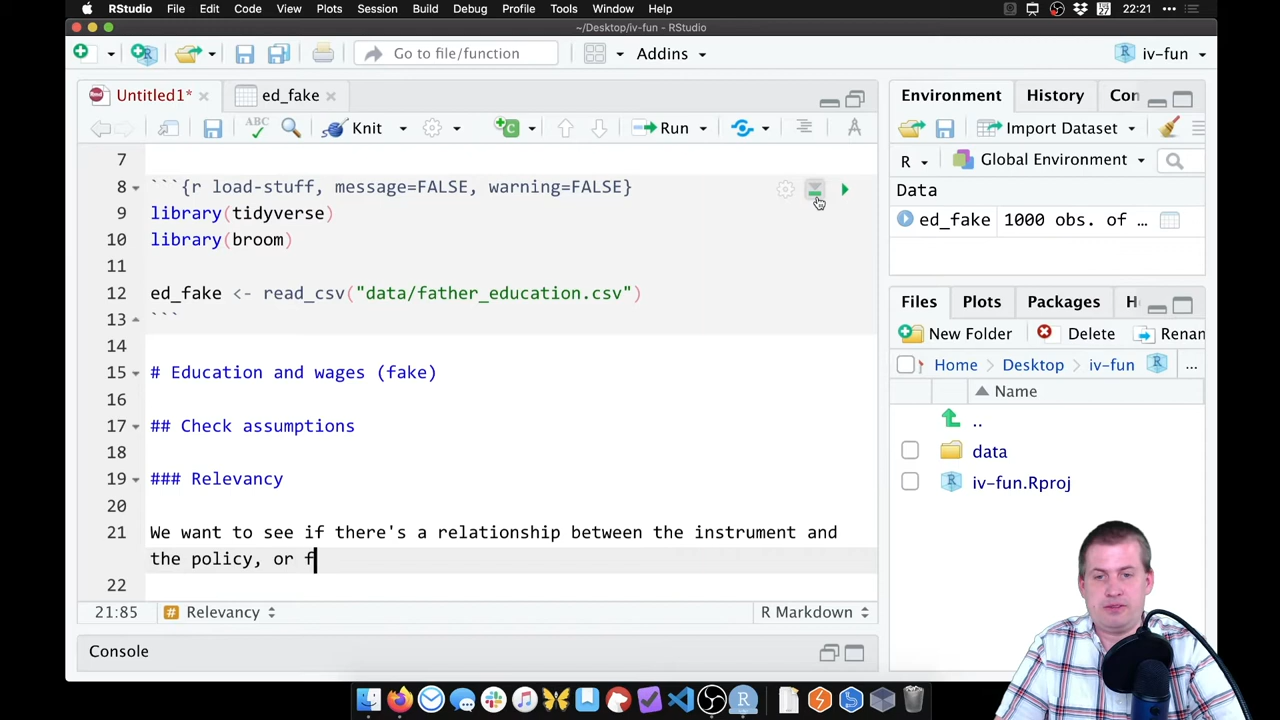 RStudio File Edit Code View Plots Session Build Debug Profile Tools Window Help 22:21
~/Desktop/iv-fun - RStudio
Go to file/function Addins iv-fun
Untitled1* ed_fake
ABC Knit Run
7
8 ```{r load-stuff, message=FALSE, warning=FALSE}
9 library(tidyverse)
10 library(broom)
11
12 ed_fake <- read_csv("data/father_education.csv")
13 ```
14
15 # Education and wages (fake)
16
17 ## Check assumptions
18
19 ### Relevancy
20
21 We want to see if there's a relationship between the instrument and
the policy, or f
22
21:85 # Relevancy R Markdown
Console
Environment History Con
Import Dataset
R Global Environment
Data
ed_fake 1000 obs. of …
Files Plots Packages H
New Folder Delete Renan
Home Desktop iv-fun ...
Name
..
data
iv-fun.Rproj